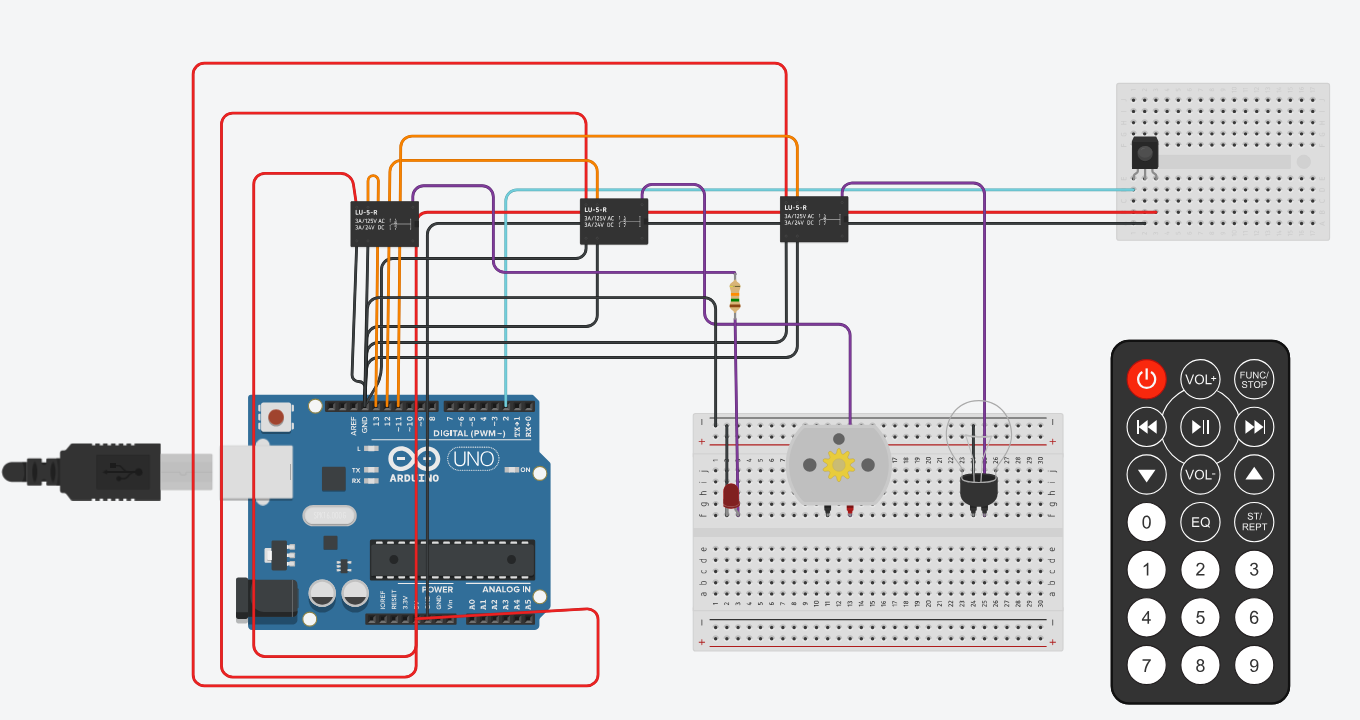 LU-5-R
3A/125V AC
3A/24V DC
LU-5-R
3A/125V AC
3A/24V DC
LU-5-R
3A/125V AC
3A/24V DC
AREF
GND
13
12
~11
~10
~9
8
7
~6
~5
4
~3
2
TX→1
RX←0
DIGITAL (PWM~)
L
TX
RX
ARDUINO
UNO
ON
POWER
ANALOG IN
IOREF
RESET
3.3V
GND
Vin
A0
A1
A2
A3
A4
A5
j
i
h
g
f
e
d
c
b
a
VOL+
FUNC/
STOP
VOL-
0
EQ
ST/
REPT
1 2 3
4 5 6
7 8 9